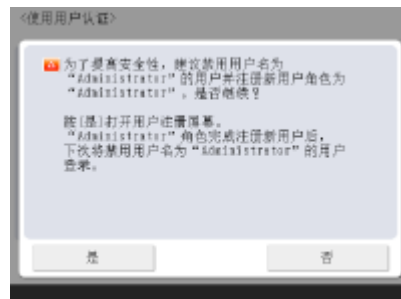 <使用用户认证>
为了提高安全性，建议禁用用户名为
“Administrator”的用户并注册新用户角色为
“Administrator”，是否继续？
按[是]打开用户注册屏幕。
“Administrator”角色完成注册新用户后，
下次将禁用用户名为“Administrator”的用户
登录。
是
否